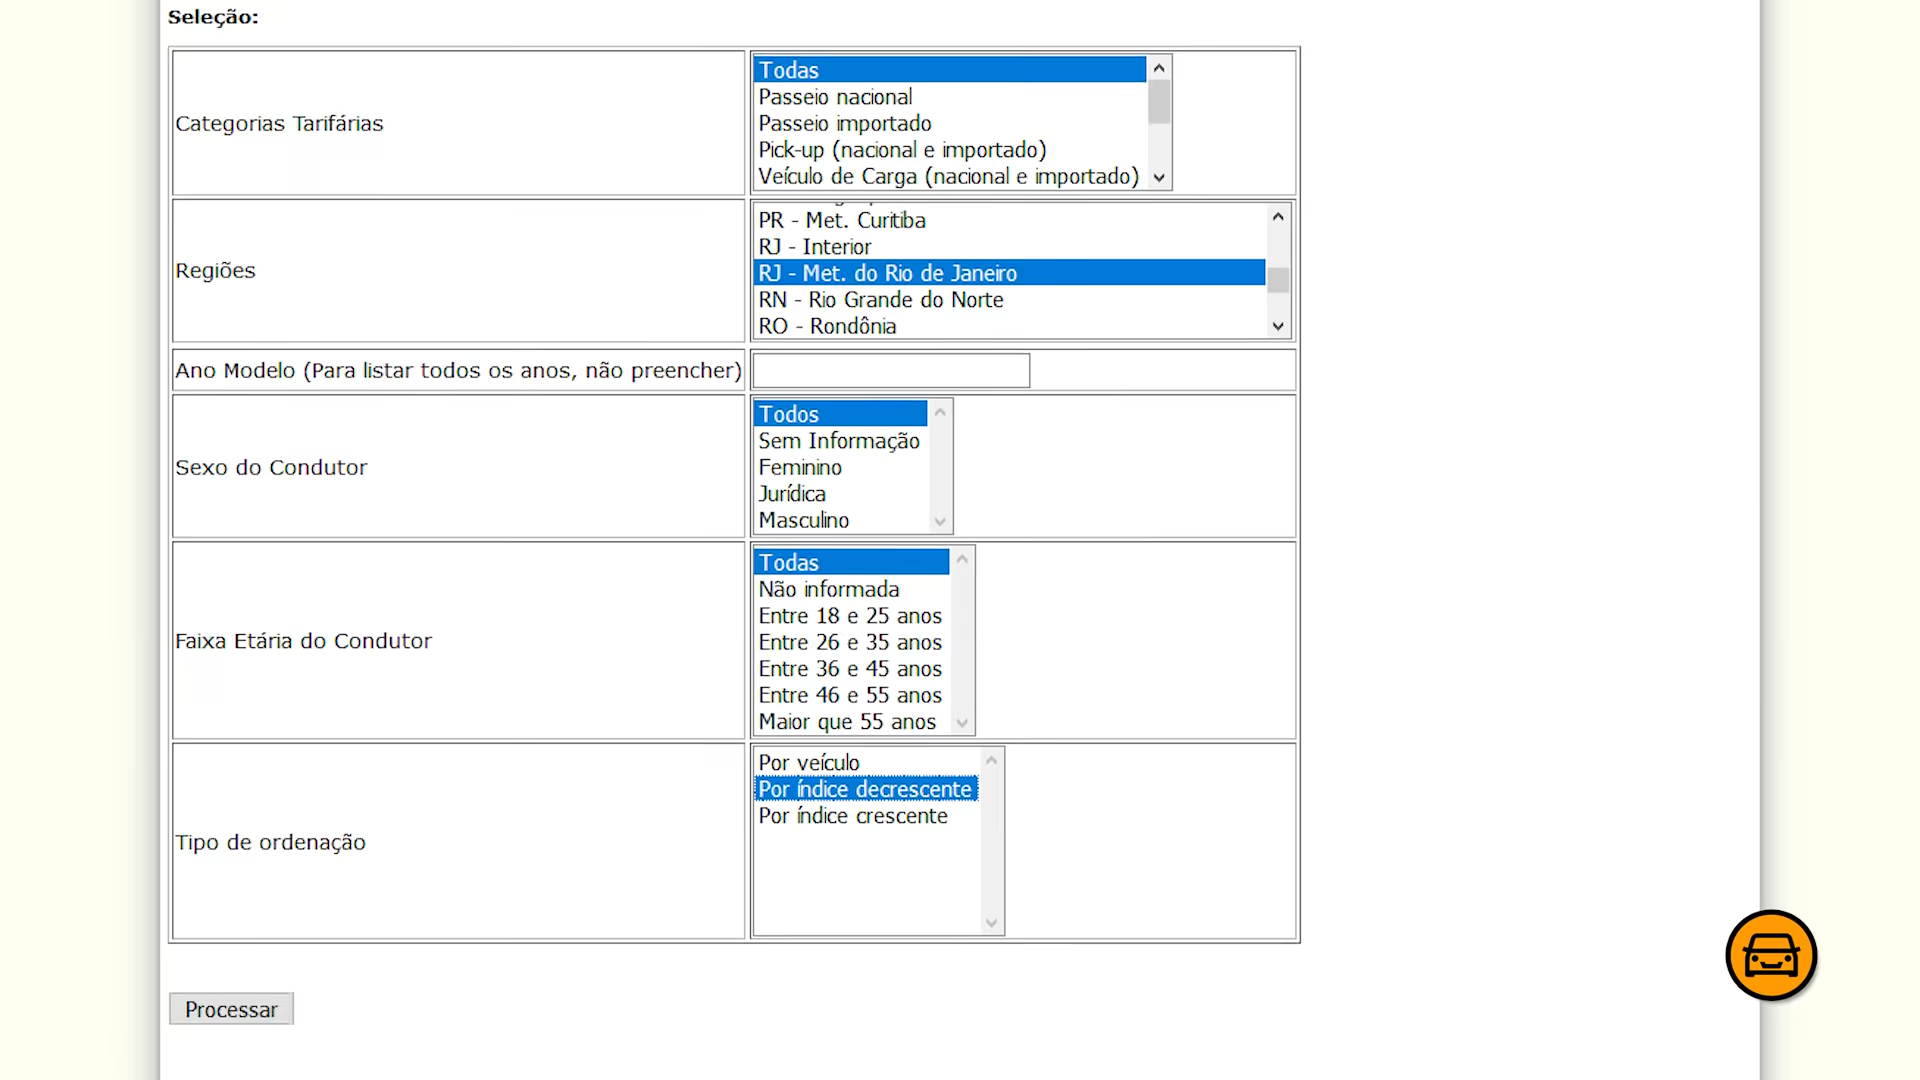 Seleção:
Categorias Tarifárias
Todas
Passeio nacional
Passeio importado
Pick-up (nacional e importado)
Veículo de Carga (nacional e importado)
Regiões
PR - Met. Curitiba
RJ - Interior
RJ - Met. do Rio de Janeiro
RN - Rio Grande do Norte
RO - Rondônia
Ano Modelo (Para listar todos os anos, não preencher)
Sexo do Condutor
Todos
Sem Informação
Feminino
Jurídica
Masculino
Faixa Etária do Condutor
Todas
Não informada
Entre 18 e 25 anos
Entre 26 e 35 anos
Entre 36 e 45 anos
Entre 46 e 55 anos
Maior que 55 anos
Tipo de ordenação
Por veículo
Por índice decrescente
Por índice crescente
Processar